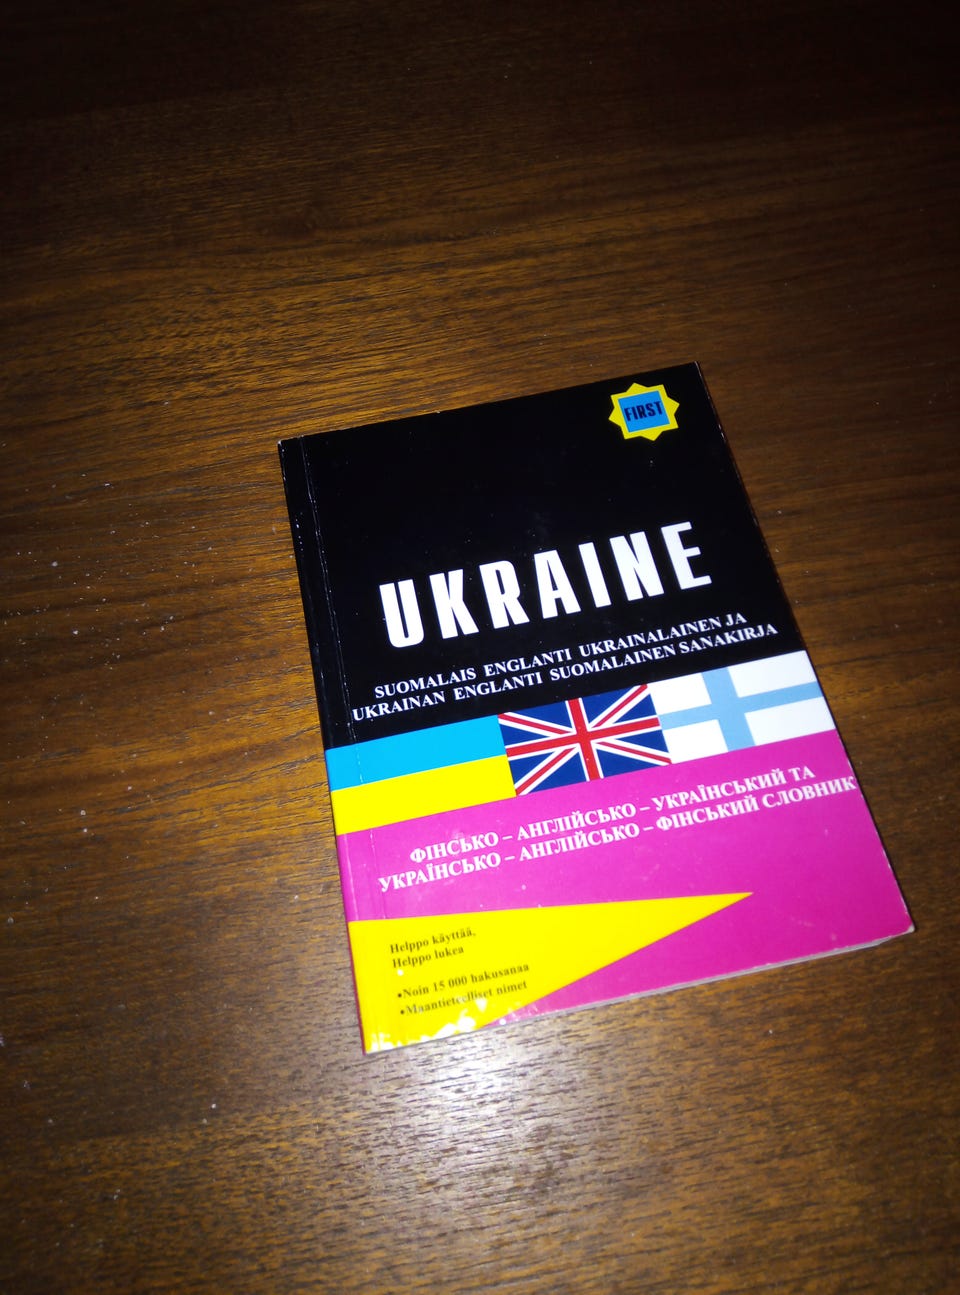 FIRST
UKRAINE
SUOMALAIS ENGLANTI UKRAINALAINEN JA
UKRAINAN ENGLANTI SUOMALAINEN SANAKIRJA
ФІНСЬКО – АНГЛІЙСЬКО – УКРАЇНСЬКИЙ ТА
УКРАЇНСЬКО – АНГЛІЙСЬКО – ФІНСЬКИЙ СЛОВНИК
Helppo käyttää,
Helppo lukea
•Noin 15 000 hakusanaa
•Maantieteelliset nimet